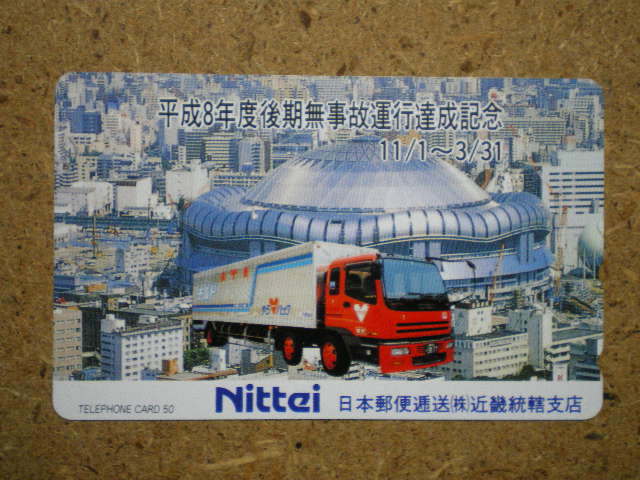 平成8年度後期無事故運行達成記念
11/1～3/31
TELEPHONE CARD 50
Nittei
日本郵便逓送㈱近畿統轄支店